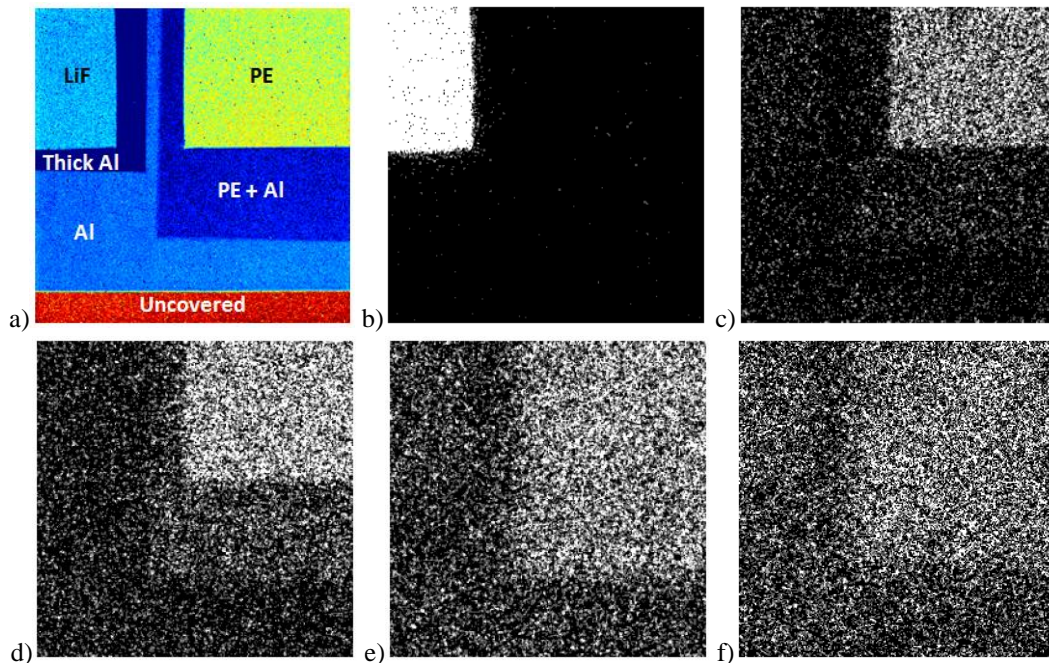 LiF
PE
Thick Al
PE + Al
Al
Uncovered
a)
b)
c)
d)
e)
f)